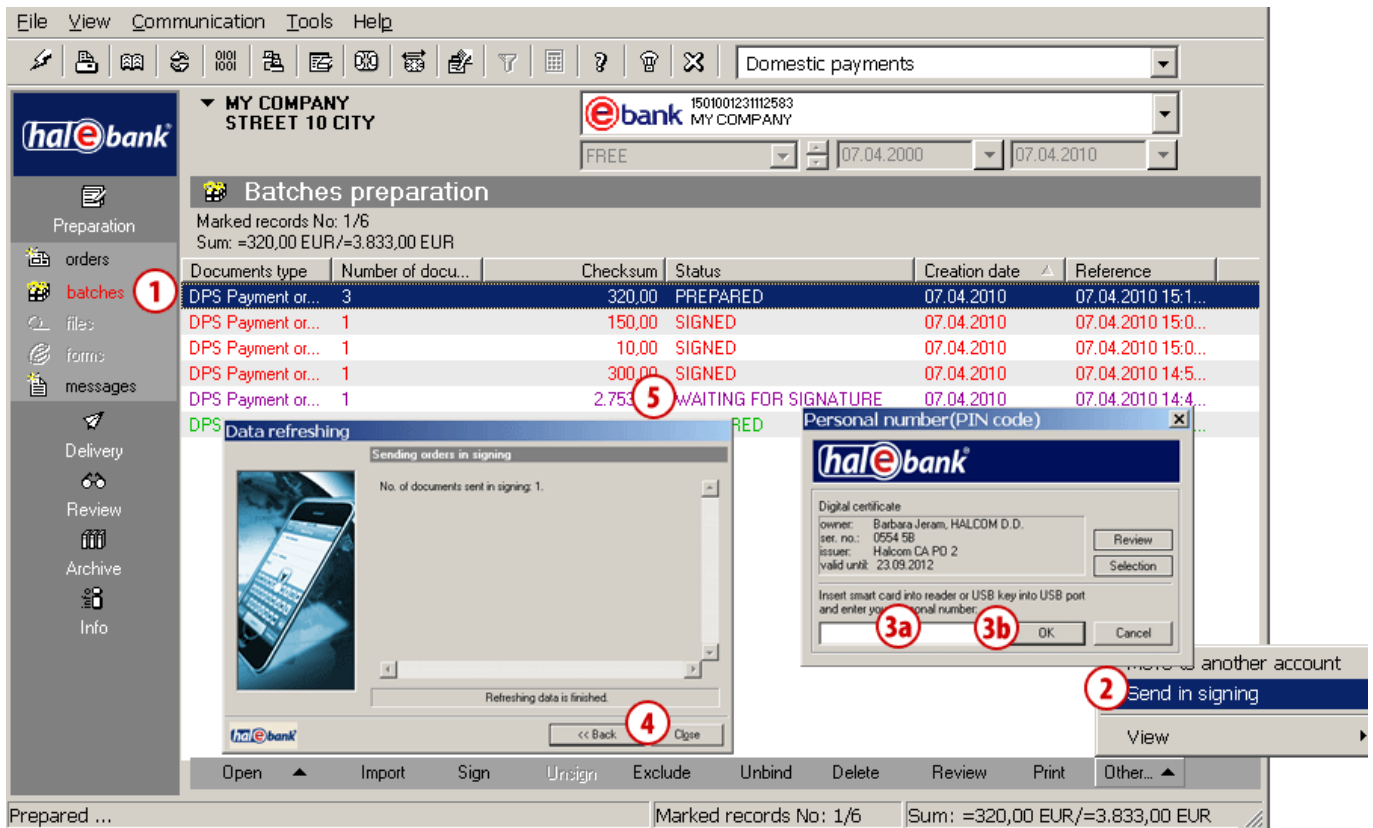 File View Communication Tools Help
Domestic payments
hal e bank
MY COMPANY
STREET 10 CITY
ebank 1501001231112583
MY COMPANY
FREE 07.04.2000 07.04.2010
Preparation
orders
batches 1
files
forms
messages
Delivery
Review
Archive
Info
Batches preparation
Marked records No: 1/6
Sum: =320,00 EUR/=3.833,00 EUR
Documents type Number of docu... Checksum Status Creation date Reference
DPS Payment or... 3 320,00 PREPARED 07.04.2010 07.04.2010 15:1...
DPS Payment or... 1 150,00 SIGNED 07.04.2010 07.04.2010 15:0...
DPS Payment or... 1 10,00 SIGNED 07.04.2010 07.04.2010 15:0...
DPS Payment or... 1 300,00 SIGNED 07.04.2010 07.04.2010 14:5...
DPS Payment or... 1 2.753 5 WAITING FOR SIGNATURE 07.04.2010 07.04.2010 14:4...
DPS
Data refreshing
Sending orders in signing
No. of documents sent in signing: 1.
Refreshing data is finished.
hal e bank
<< Back 4 Close
Personal number(PIN code)
hal e bank
Digital certificate
owner: Barbara Jeram, HALCOM D.D.
ser. no.: 0554 5B
issuer: Halcom CA PO 2
valid until: 23.09.2012
Review
Selection
Insert smart card into reader or USB key into USB port
and enter your personal number:
3a 3b OK Cancel
another account
2 Send in signing
View
Open Import Sign Unsign Exclude Unbind Delete Review Print Other...
Prepared ... Marked records No: 1/6 Sum: =320,00 EUR/=3.833,00 EUR